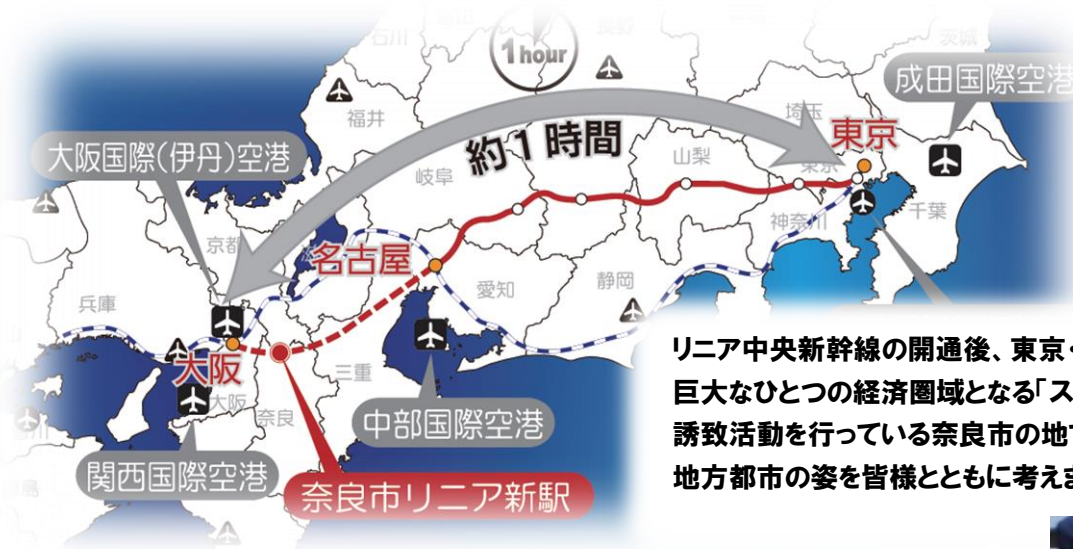 石川
長野
茨城
1hour
成田国際空港
福井
埼玉
東京
約1時間
大阪国際(伊丹)空港
岐阜
山梨
東京
千葉
神奈川
京都
名古屋
愛知
静岡
兵庫
大阪
三重
大阪
奈良
中部国際空港
関西国際空港
奈良市リニア新駅
リニア中央新幹線の開通後、東京・
巨大なひとつの経済圏域となる「ス
誘致活動を行っている奈良市の地
地方都市の姿を皆様とともに考え